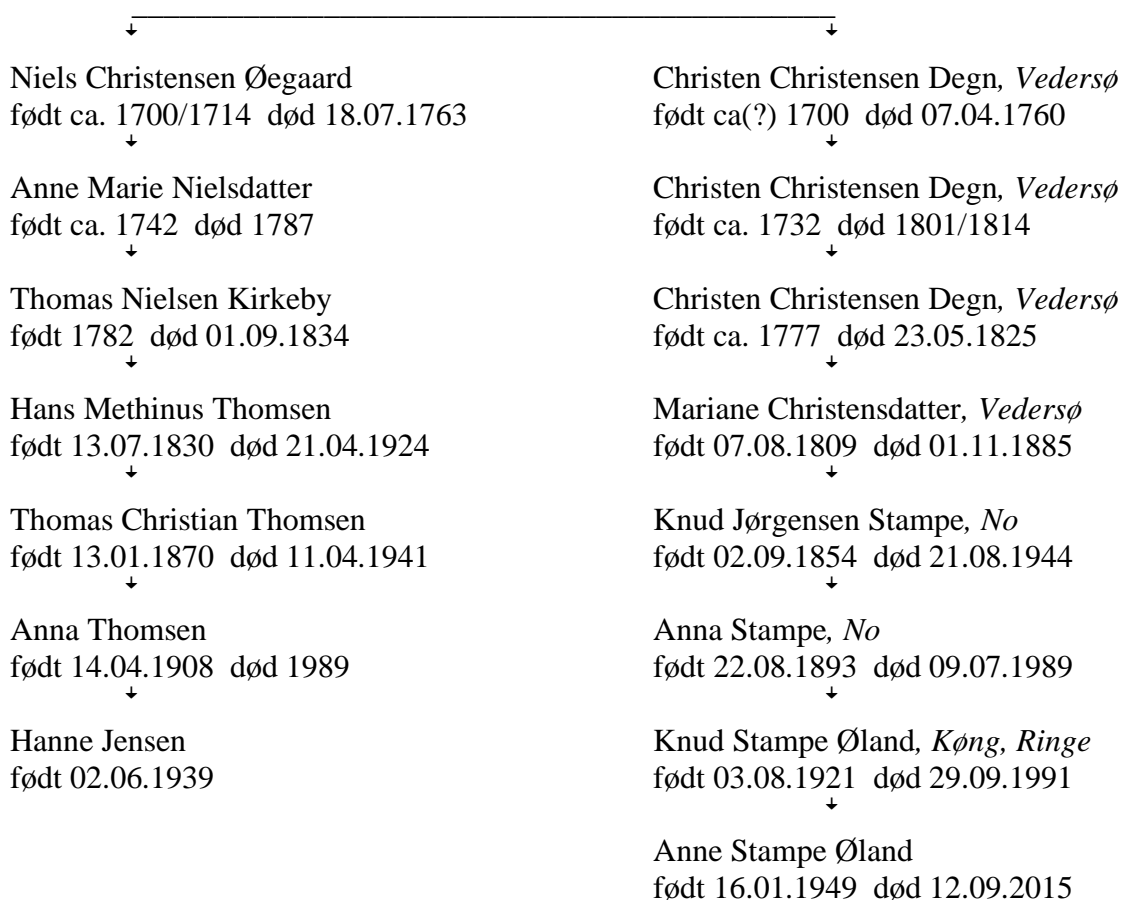 Niels Christensen Øegaard
født ca. 1700/1714 død 18.07.1763
Anne Marie Nielsdatter
født ca. 1742 død 1787
Thomas Nielsen Kirkeby
født 1782 død 01.09.1834
Hans Methinus Thomsen
født 13.07.1830 død 21.04.1924
Thomas Christian Thomsen
født 13.01.1870 død 11.04.1941
Anna Thomsen
født 14.04.1908 død 1989
Hanne Jensen
født 02.06.1939
Christen Christensen Degn, Vedersø
født ca(?) 1700 død 07.04.1760
Christen Christensen Degn, Vedersø
født ca. 1732 død 1801/1814
Christen Christensen Degn, Vedersø
født ca. 1777 død 23.05.1825
Mariane Christensdatter, Vedersø
født 07.08.1809 død 01.11.1885
Knud Jørgensen Stampe, No
født 02.09.1854 død 21.08.1944
Anna Stampe, No
født 22.08.1893 død 09.07.1989
Knud Stampe Øland, Køng, Ringe
født 03.08.1921 død 29.09.1991
Anne Stampe Øland
født 16.01.1949 død 12.09.2015